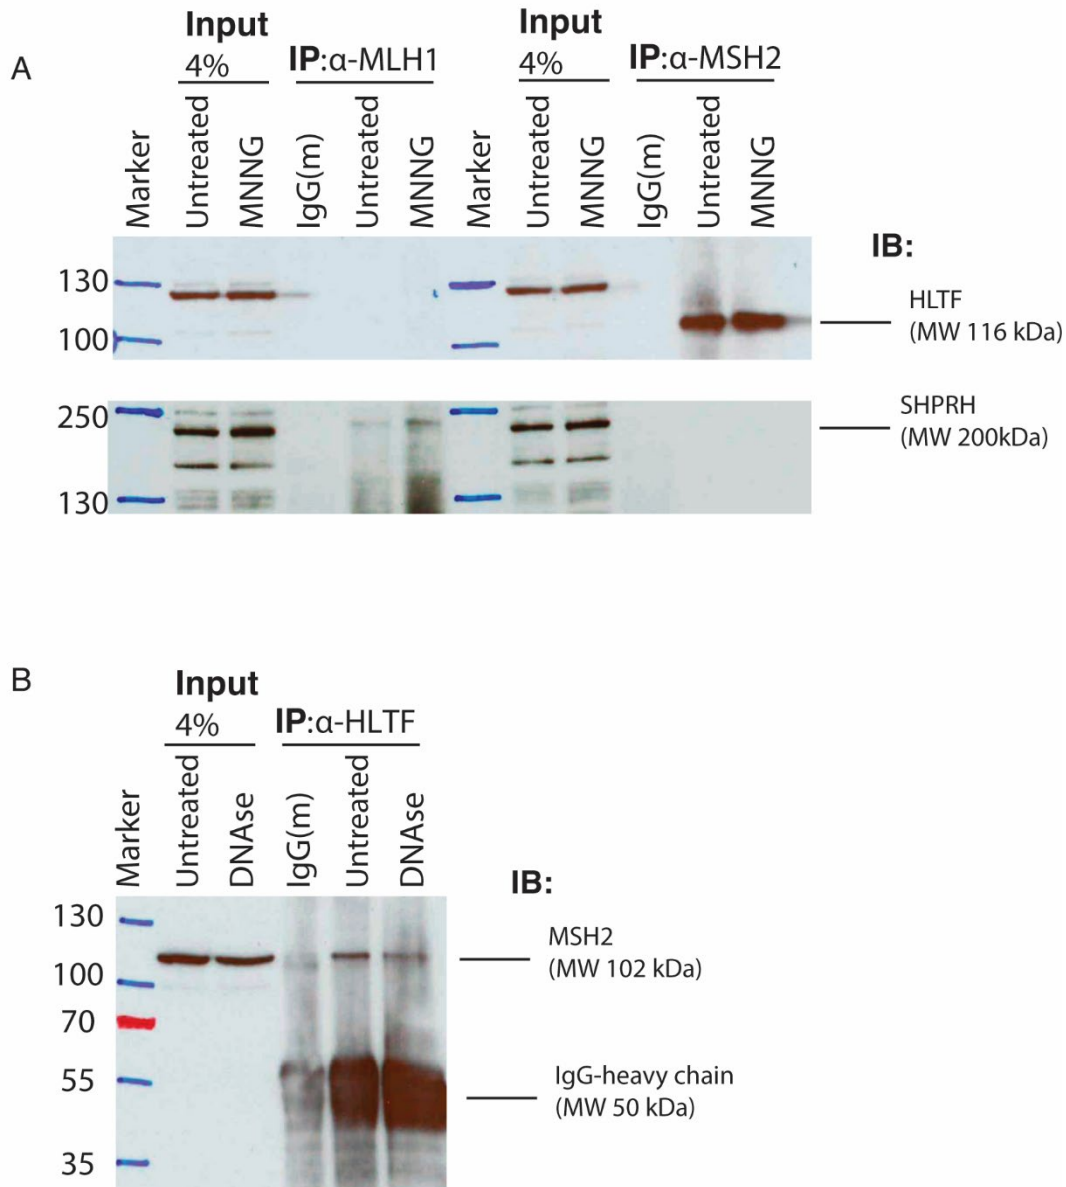 A
Input
4%
IP:α-MLH1
Input
4%
IP:α-MSH2
Marker
Untreated
MNNG
IgG(m)
Untreated
MNNG
Marker
Untreated
MNNG
IgG(m)
Untreated
MNNG
IB:
130
100
HLTF
(MW 116 kDa)
250
130
SHPRH
(MW 200kDa)
B
Input
4%
IP:α-HLTF
Marker
Untreated
DNAse
IgG(m)
Untreated
DNAse
IB:
130
100
70
55
35
MSH2
(MW 102 kDa)
IgG-heavy chain
(MW 50 kDa)